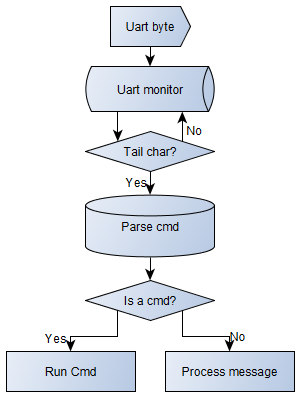 Uart byte
Uart monitor
No
Tail char?
Yes
Parse cmd
Is a cmd?
Yes
No
Run Cmd
Process message